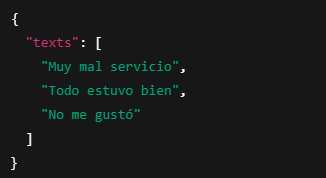 {
  "texts": [
    "Muy mal servicio",
    "Todo estuvo bien",
    "No me gustó"
  ]
}